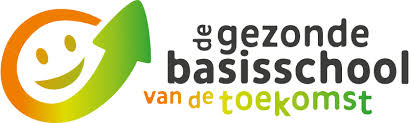 de gezonde
basisschool
van de toekomst